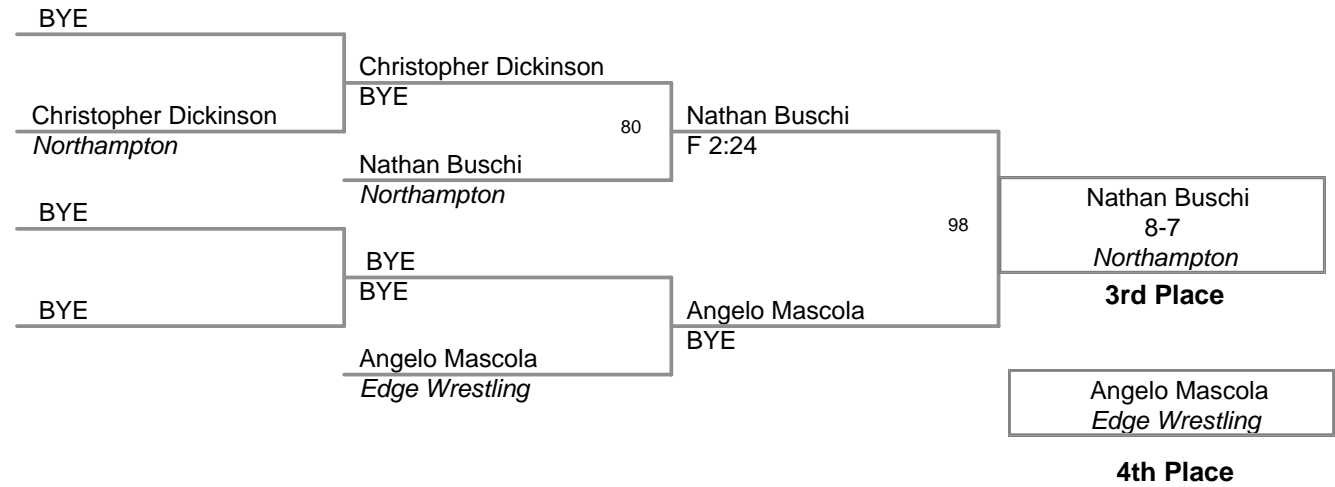 BYE
Christopher Dickinson
BYE
Christopher Dickinson
Northampton
80
Nathan Buschi
F 2:24
Nathan Buschi
Northampton
BYE
98
Nathan Buschi
8-7
Northampton
3rd Place
BYE
BYE
BYE
Angelo Mascola
BYE
Angelo Mascola
Edge Wrestling
Angelo Mascola
Edge Wrestling
4th Place